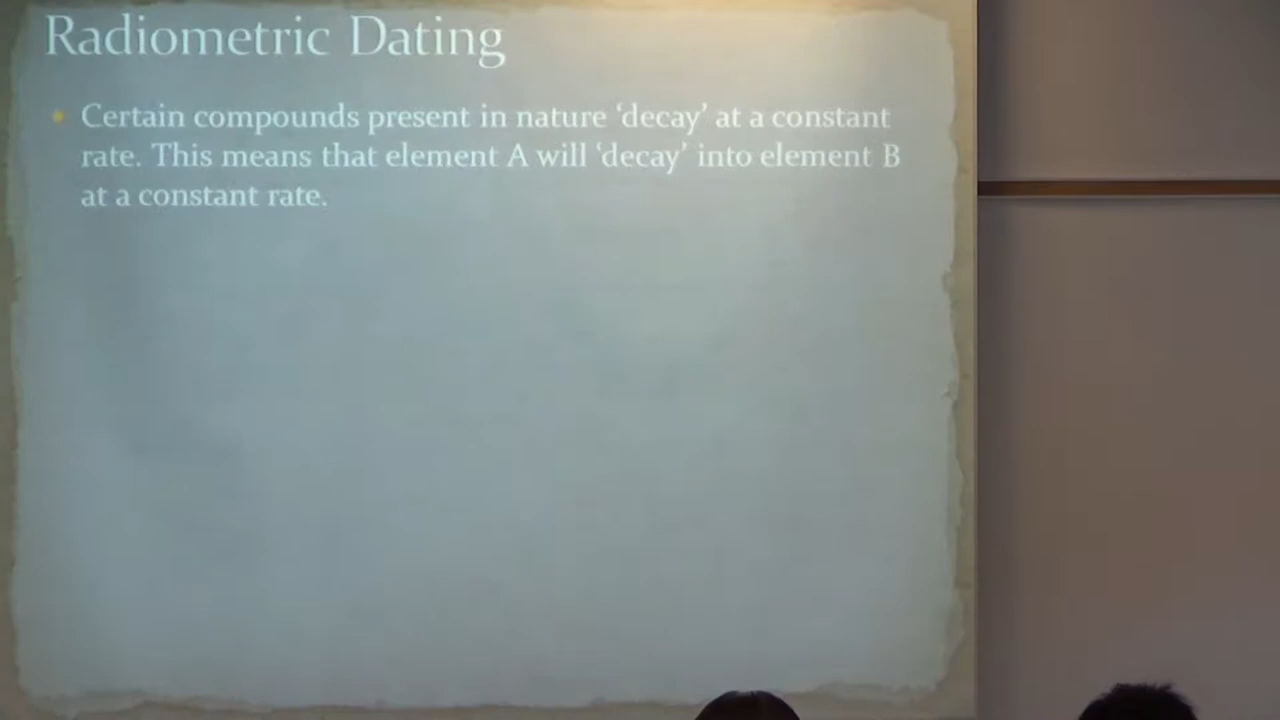 Radiometric Dating
• Certain compounds present in nature ‘decay’ at a constant
rate. This means that element A will ‘decay’ into element B
at a constant rate.